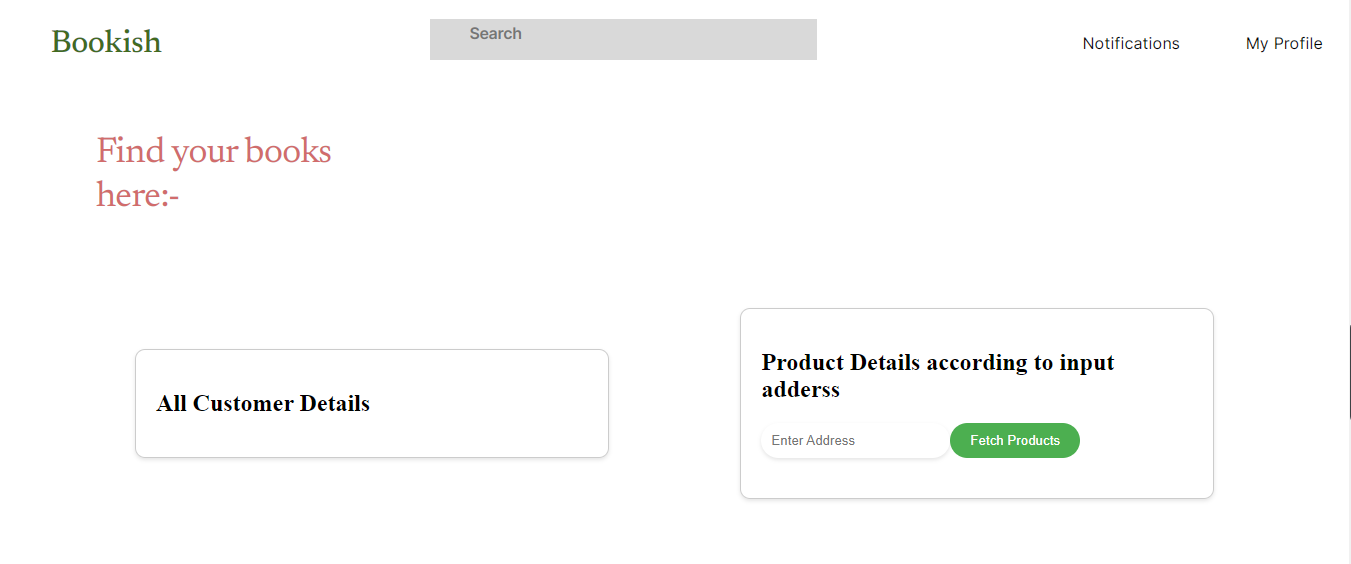 Bookish
Search
Notifications
My Profile
Find your books
here:-
All Customer Details
Product Details according to input
adderss
Enter Address
Fetch Products